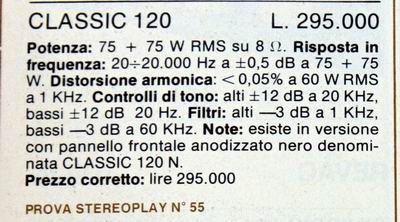 CLASSIC 120 L. 295.000
Potenza: 75 + 75 W RMS su 8 Ω. Risposta in
frequenza: 20÷20.000 Hz a ±0,5 dB a 75 + 75
W. Distorsione armonica: <0,05% a 60 W RMS
a 1 KHz. Controlli di tono: alti ±12 dB a 20 KHz,
bassi ±12 dB 20 Hz. Filtri: alti —3 dB a 1 KHz,
bassi —3 dB a 60 KHz. Note: esiste in versione
con pannello frontale anodizzato nero denomi-
nata CLASSIC 120 N.
Prezzo corretto: lire 295.000
PROVA STEREOPLAY N° 55